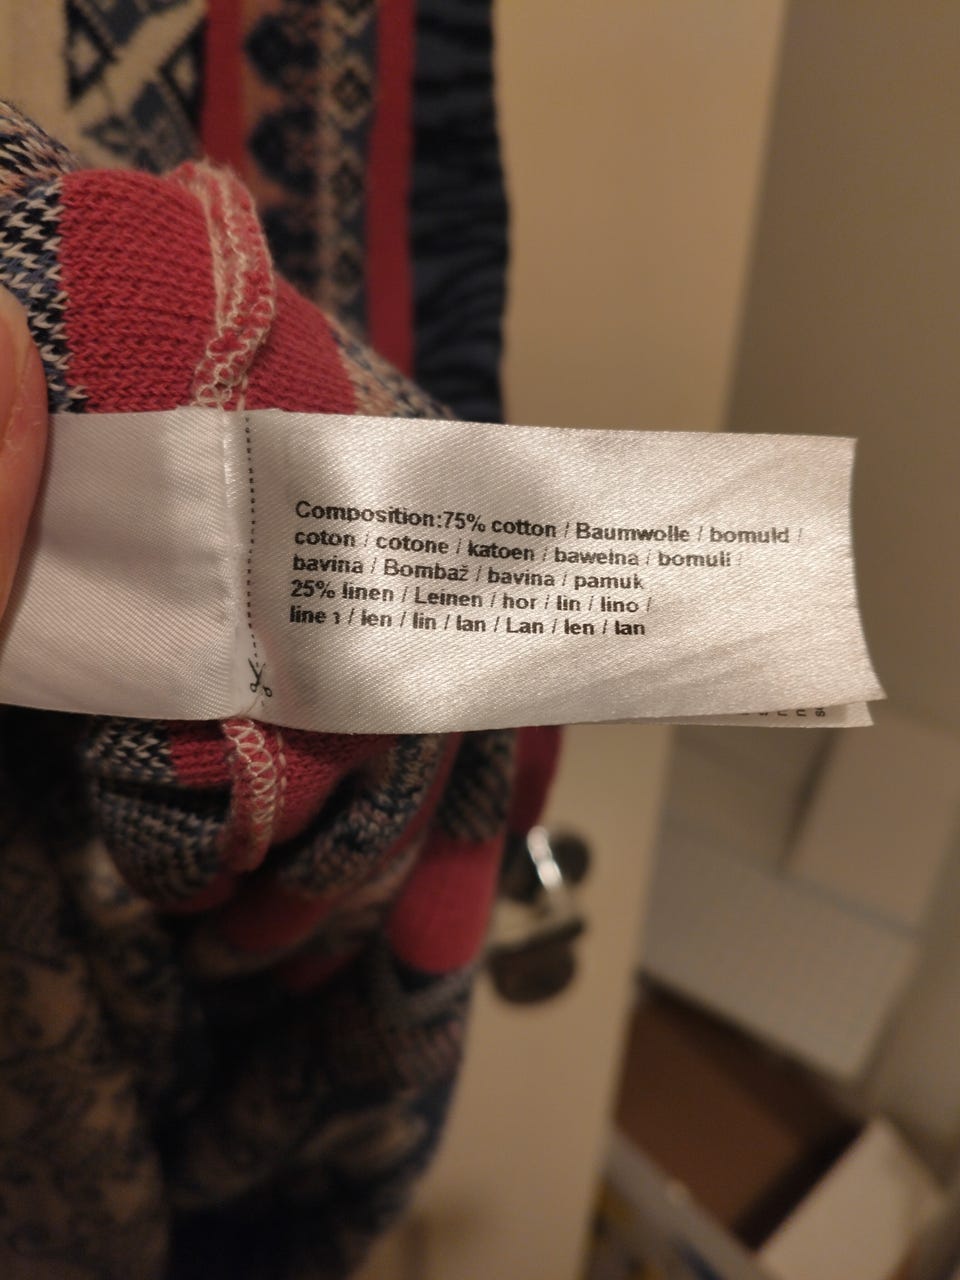 Composition:75% cotton / Baumwolle / bomuld /
coton / cotone / katoen / bawełna / bomull /
bavlna / Bombaž / bavlna / pamuk
25% linen / Leinen / hør / lin / lino /
linen / len / lin / lan / Lan / len / lan